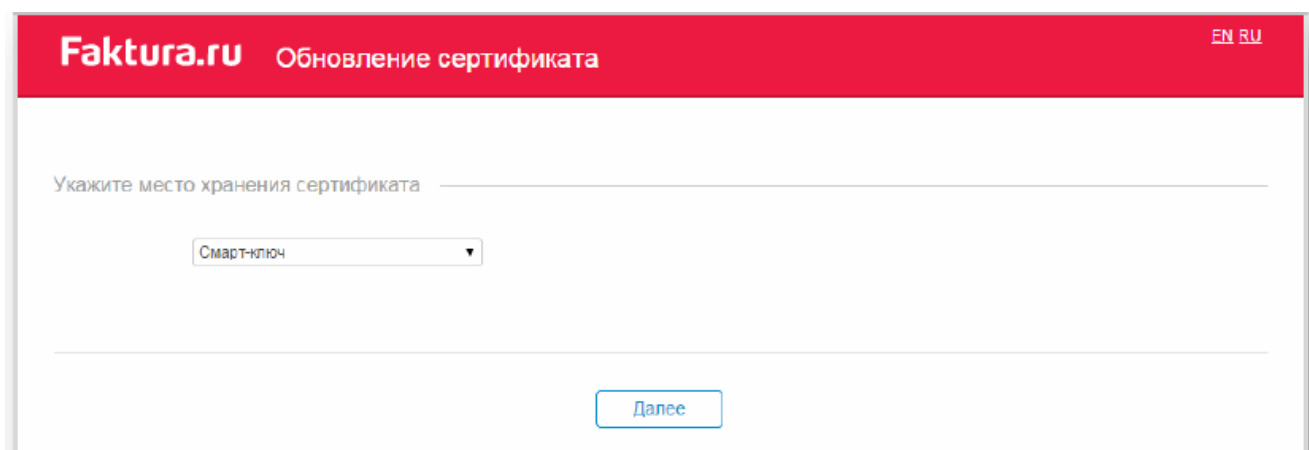 EN RU
Faktura.ru Обновление сертификата
Укажите место хранения сертификата
Смарт-ключ
Далее